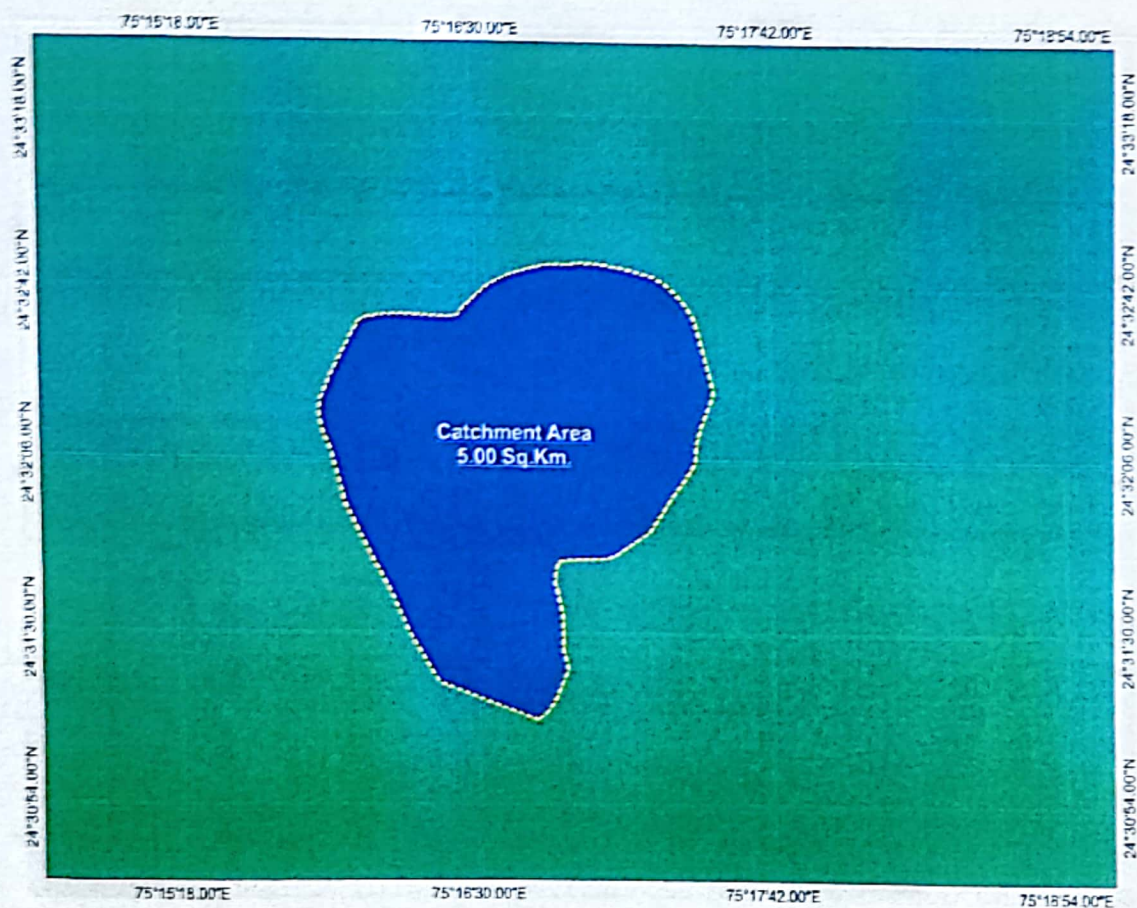 75°15'18.00"E 75°16'30.00"E 75°17'42.00"E 75°18'54.00"E
24°33'18.00"N 24°33'18.00"N
24°32'42.00"N 24°32'42.00"N
Catchment Area
5.00 Sq.Km.
24°32'06.00"N 24°32'06.00"N
24°31'30.00"N 24°31'30.00"N
24°30'54.00"N 24°30'54.00"N
75°15'18.00"E 75°16'30.00"E 75°17'42.00"E 75°18'54.00"E